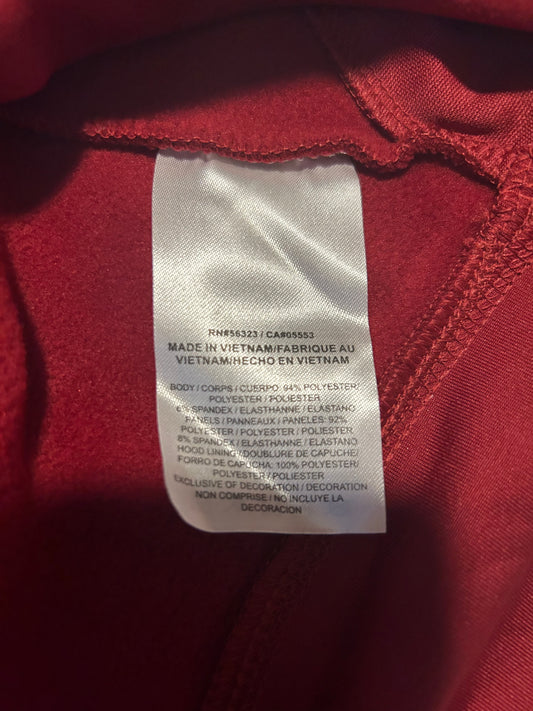 RN#56323 / CA#05553
MADE IN VIETNAM/FABRIQUE AU
VIETNAM/HECHO EN VIETNAM
BODY / CORPS / CUERPO: 94% POLYESTER/
POLYESTER / POLIESTER
6% SPANDEX / ELASTHANNE / ELASTANO
PANELS / PANNEAUX / PANELES: 92%
POLYESTER / POLYESTER / POLIESTER
8% SPANDEX / ELASTHANNE / ELASTANO
HOOD LINING / DOUBLURE DE CAPUCHE/
FORRO DE CAPUCHA: 100% POLYESTER/
POLYESTER / POLIESTER
EXCLUSIVE OF DECORATION / DECORATION
NON COMPRISE / NO INCLUYE LA
DECORACION